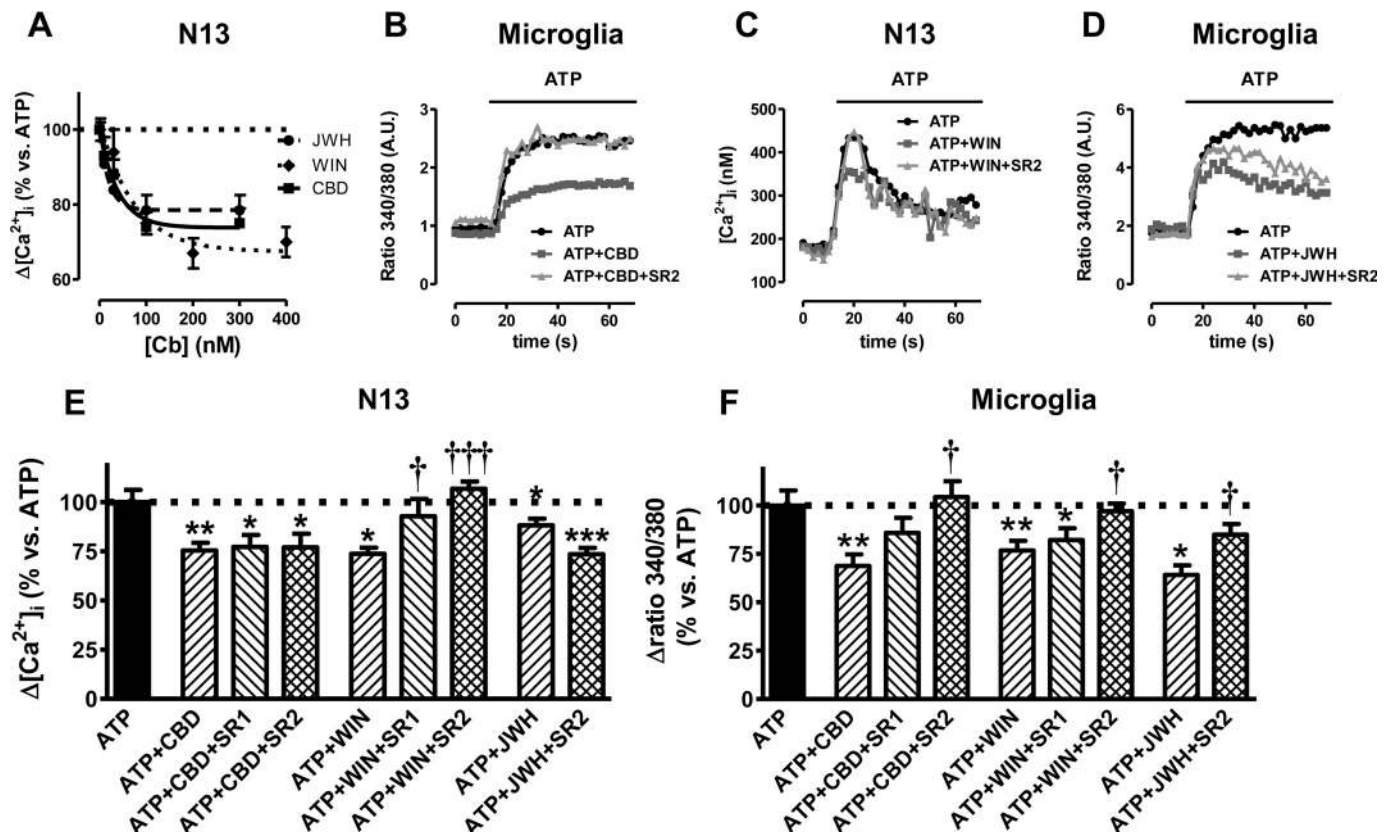 A
N13
Δ[Ca²⁺]ᵢ (% vs. ATP)
100
80
60
0 100 200 300 400
[Cb] (nM)
JWH
WIN
CBD
B
Microglia
ATP
Ratio 340/380 (A.U.)
3
2
1
0
0 20 40 60
time (s)
ATP
ATP+CBD
ATP+CBD+SR2
C
N13
ATP
[Ca²⁺]ᵢ (nM)
500
400
300
200
100
0 20 40 60
time (s)
ATP
ATP+WIN
ATP+WIN+SR2
D
Microglia
ATP
Ratio 340/380 (A.U.)
6
4
2
0
0 20 40 60
time (s)
ATP
ATP+JWH
ATP+JWH+SR2
E
N13
Δ[Ca²⁺]ᵢ (% vs. ATP)
100
75
50
25
0
** * * * † ††† * ***
ATP
ATP+CBD
ATP+CBD+SR1
ATP+CBD+SR2
ATP+WIN
ATP+WIN+SR1
ATP+WIN+SR2
ATP+JWH
ATP+JWH+SR2
F
Microglia
Δratio 340/380
(% vs. ATP)
100
75
50
25
0
** † ** * † * †
ATP
ATP+CBD
ATP+CBD+SR1
ATP+CBD+SR2
ATP+WIN
ATP+WIN+SR1
ATP+WIN+SR2
ATP+JWH
ATP+JWH+SR2